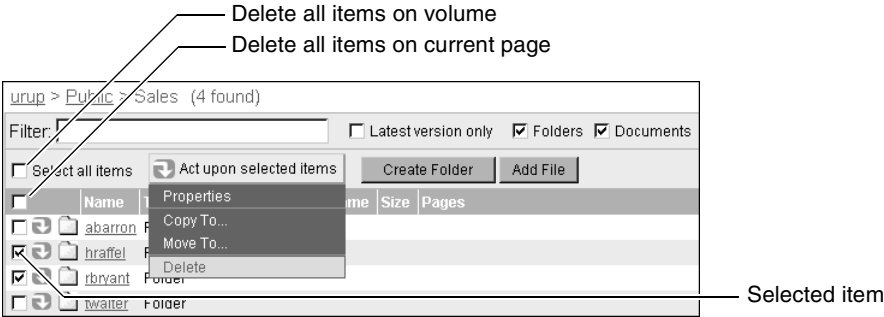 Delete all items on volume
Delete all items on current page
urup > Public > Sales (4 found)
Filter: Latest version only Folders Documents
Select all items Act upon selected items Create Folder Add File
Name Size Pages
Properties
Copy To...
Move To...
Delete
abarron
hraffel
rbryant Folder
twalter Folder
Selected item